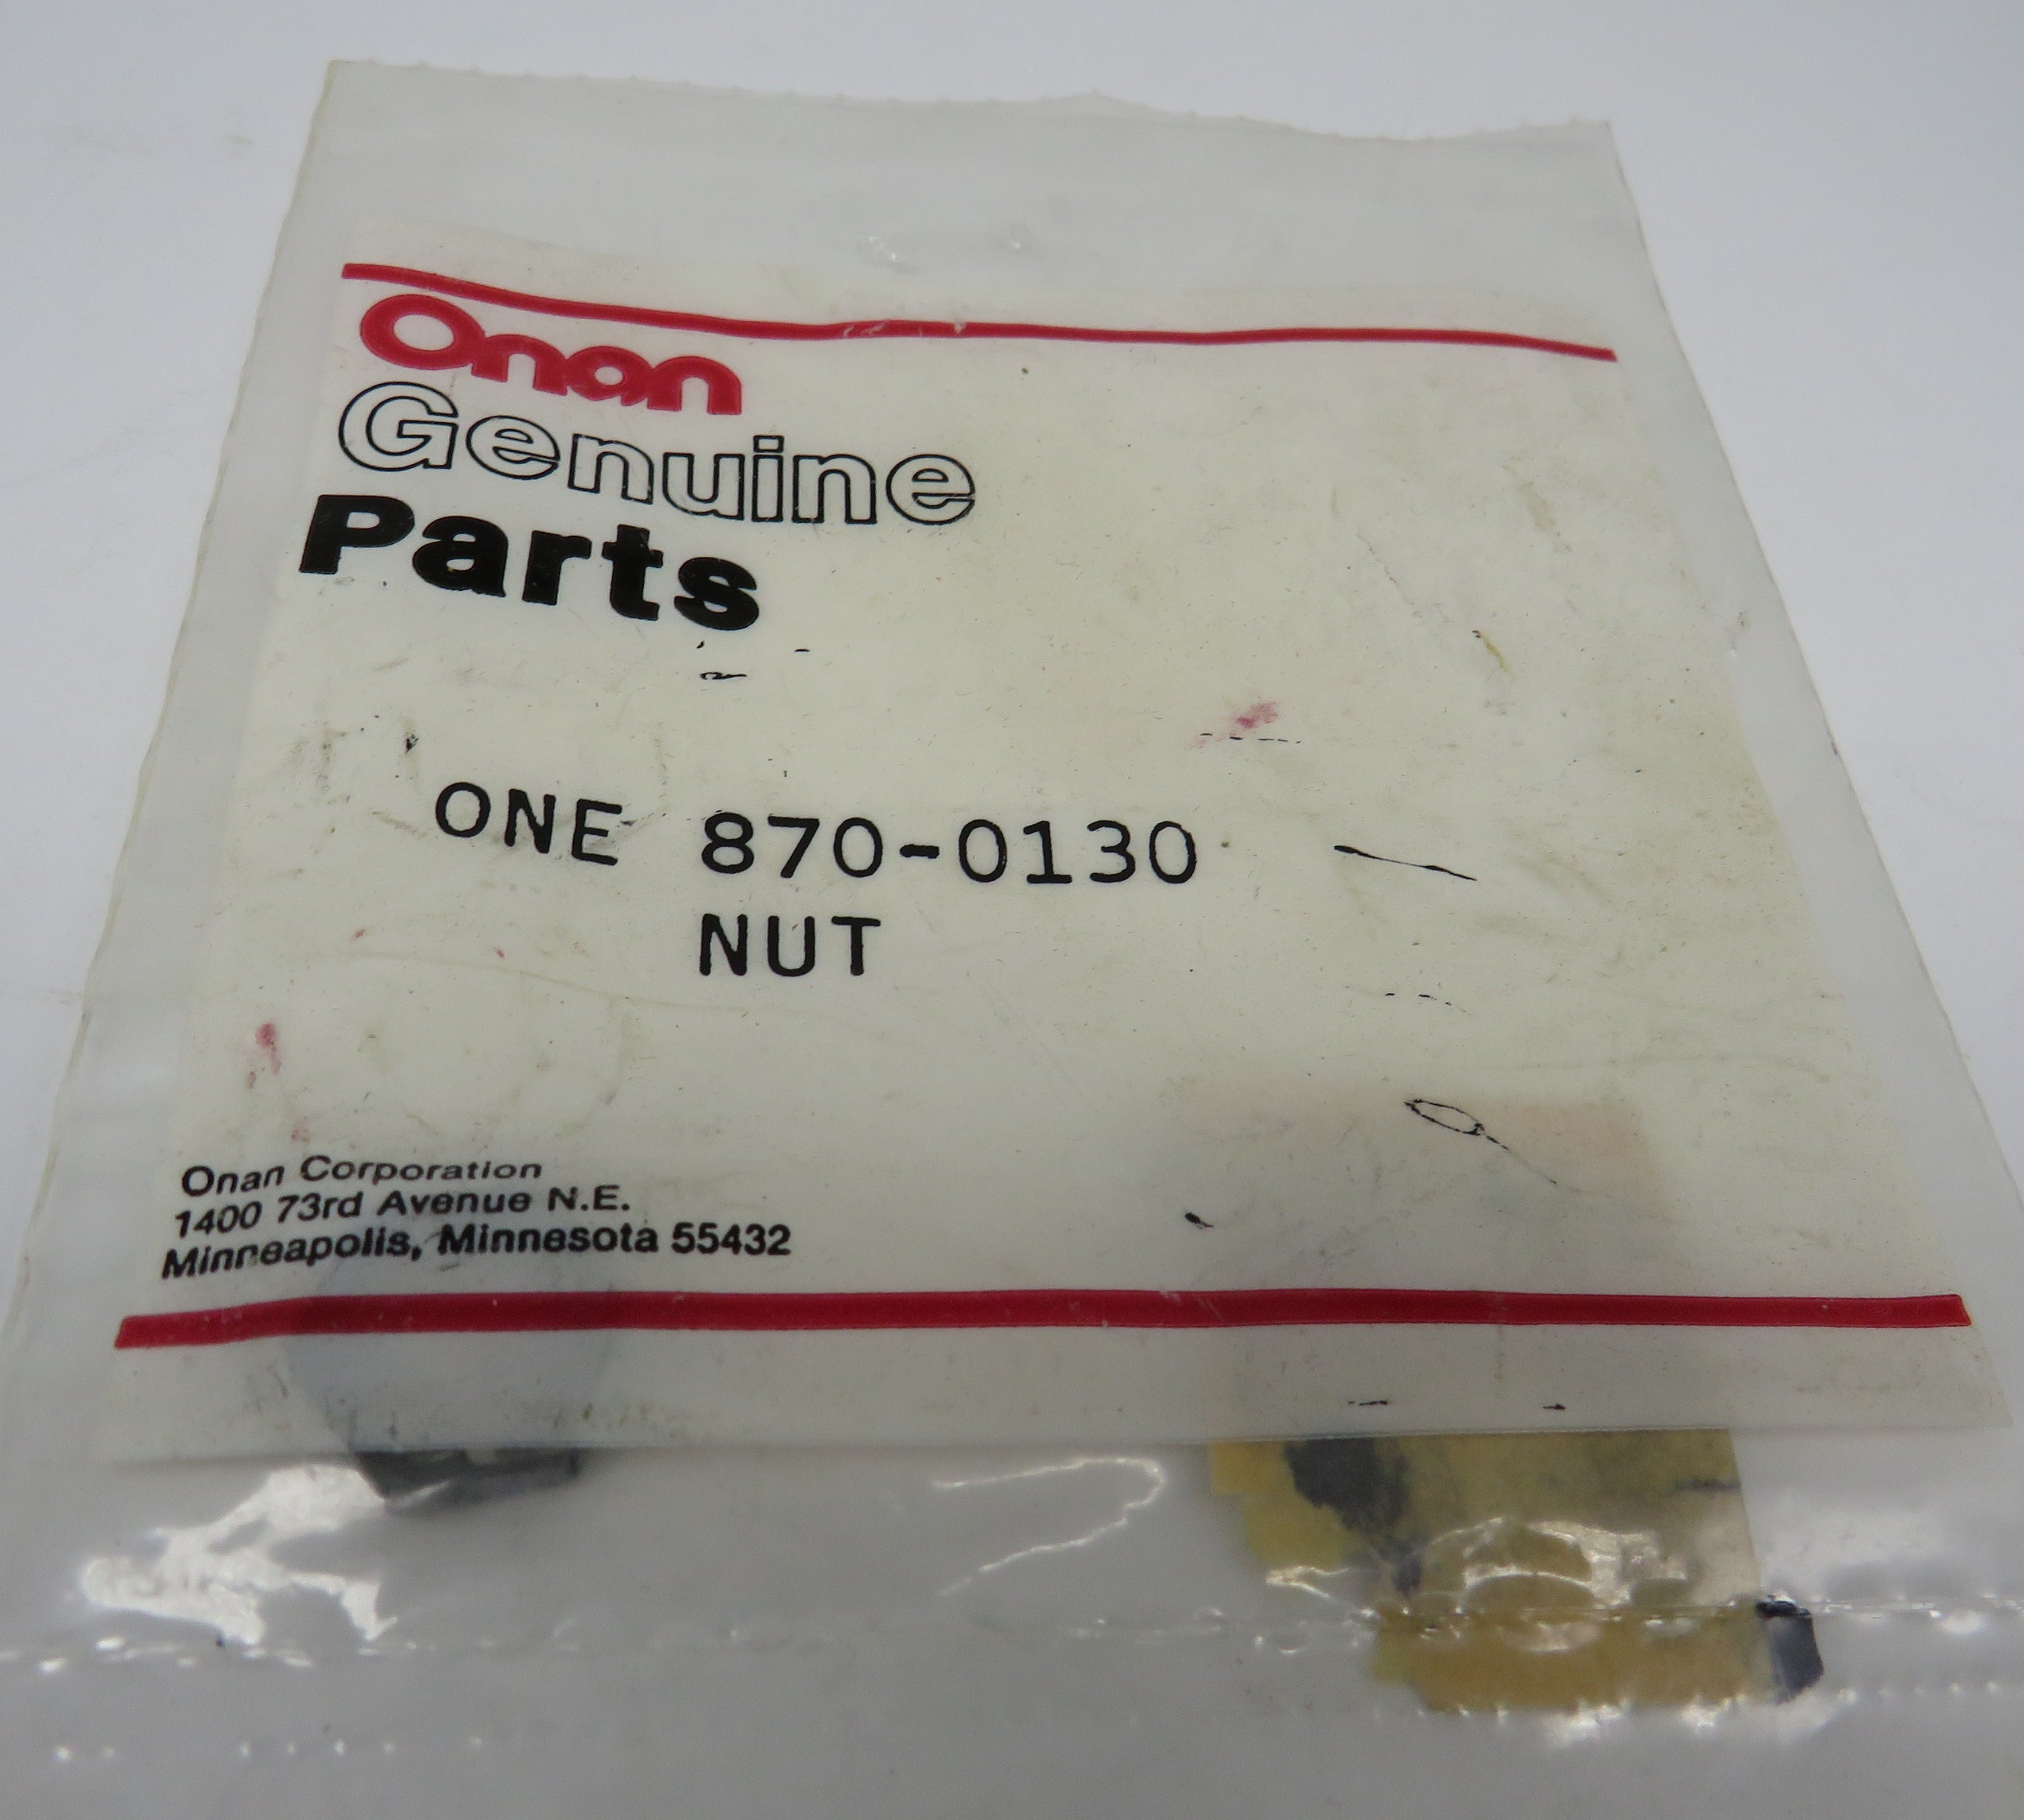 Onan
Genuine
Parts
ONE 870-0130
NUT
Onan Corporation
1400 73rd Avenue N.E.
Minneapolis, Minnesota 55432